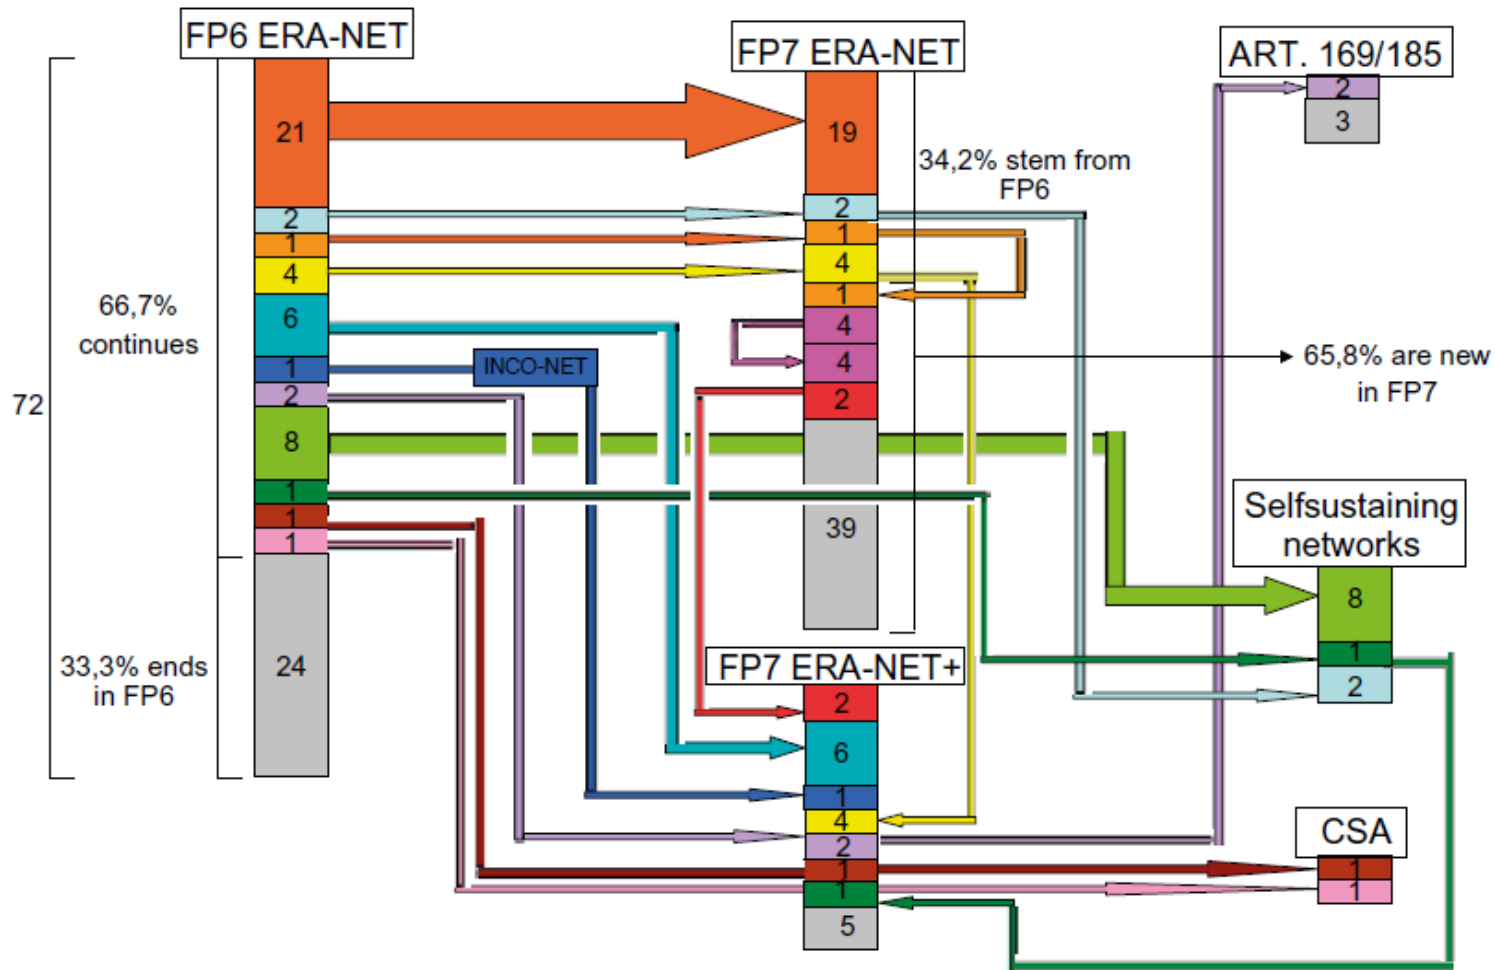 FP6 ERA-NET
21
2
1
4
6
1
2
8
1
1
1
24
72
66,7%
continues
33,3% ends
in FP6
INCO-NET
FP7 ERA-NET
19
2
1
4
1
4
4
2
39
34,2% stem from
FP6
65,8% are new
in FP7
FP7 ERA-NET+
2
6
1
4
2
1
1
5
ART. 169/185
2
3
Selfsustaining
networks
8
1
2
CSA
1
1